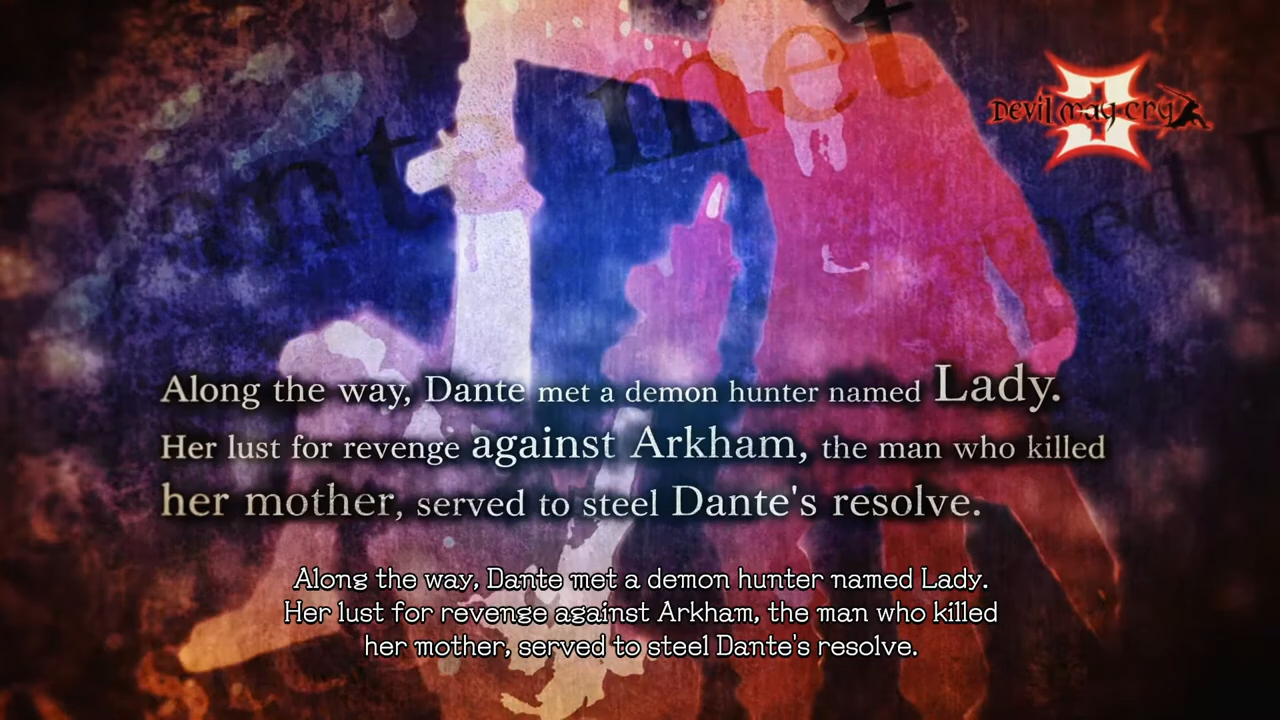 met
Devil may cry
3
Along the way, Dante met a demon hunter named Lady.
Her lust for revenge against Arkham, the man who killed
her mother, served to steel Dante's resolve.
Along the way, Dante met a demon hunter named Lady.
Her lust for revenge against Arkham, the man who killed
her mother, served to steel Dante's resolve.